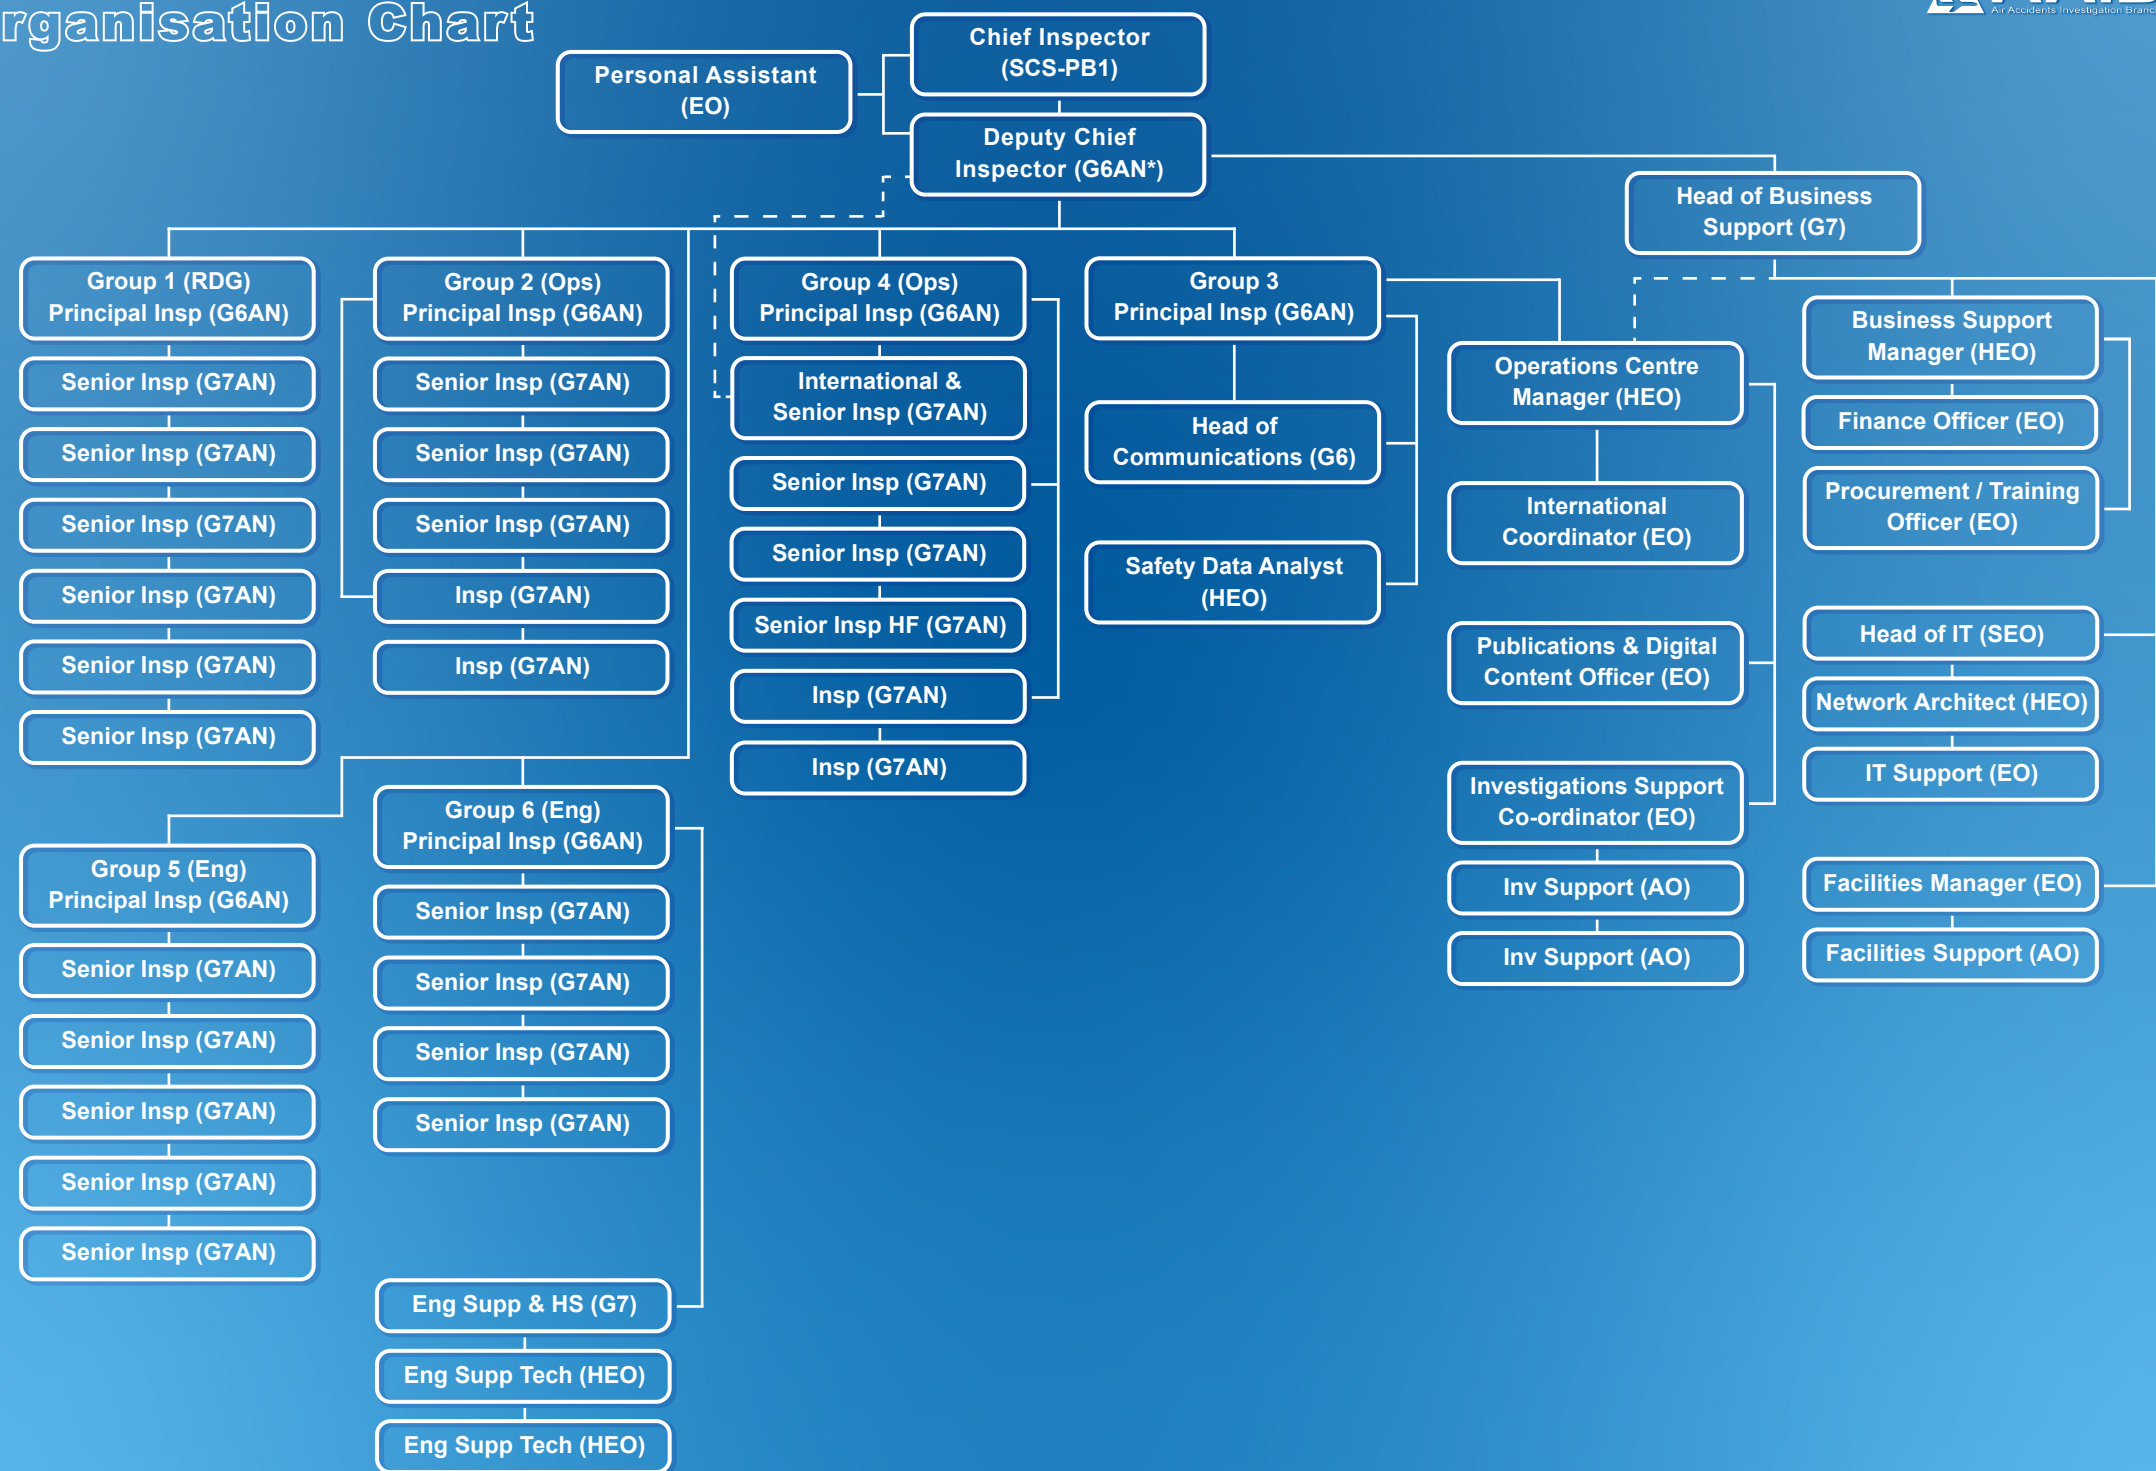 rganisation Chart
Air Accidents Investigation Branch
Chief Inspector
(SCS-PB1)
Personal Assistant
(EO)
Deputy Chief
Inspector (G6AN*)
Head of Business
Support (G7)
Group 1 (RDG)
Principal Insp (G6AN)
Senior Insp (G7AN)
Senior Insp (G7AN)
Senior Insp (G7AN)
Senior Insp (G7AN)
Senior Insp (G7AN)
Senior Insp (G7AN)
Group 2 (Ops)
Principal Insp (G6AN)
Senior Insp (G7AN)
Senior Insp (G7AN)
Senior Insp (G7AN)
Insp (G7AN)
Insp (G7AN)
Group 4 (Ops)
Principal Insp (G6AN)
International &
Senior Insp (G7AN)
Senior Insp (G7AN)
Senior Insp (G7AN)
Senior Insp HF (G7AN)
Insp (G7AN)
Insp (G7AN)
Group 3
Principal Insp (G6AN)
Head of
Communications (G6)
Safety Data Analyst
(HEO)
Operations Centre
Manager (HEO)
International
Coordinator (EO)
Publications & Digital
Content Officer (EO)
Investigations Support
Co-ordinator (EO)
Inv Support (AO)
Inv Support (AO)
Business Support
Manager (HEO)
Finance Officer (EO)
Procurement / Training
Officer (EO)
Head of IT (SEO)
Network Architect (HEO)
IT Support (EO)
Facilities Manager (EO)
Facilities Support (AO)
Group 5 (Eng)
Principal Insp (G6AN)
Senior Insp (G7AN)
Senior Insp (G7AN)
Senior Insp (G7AN)
Senior Insp (G7AN)
Senior Insp (G7AN)
Group 6 (Eng)
Principal Insp (G6AN)
Senior Insp (G7AN)
Senior Insp (G7AN)
Senior Insp (G7AN)
Senior Insp (G7AN)
Eng Supp & HS (G7)
Eng Supp Tech (HEO)
Eng Supp Tech (HEO)